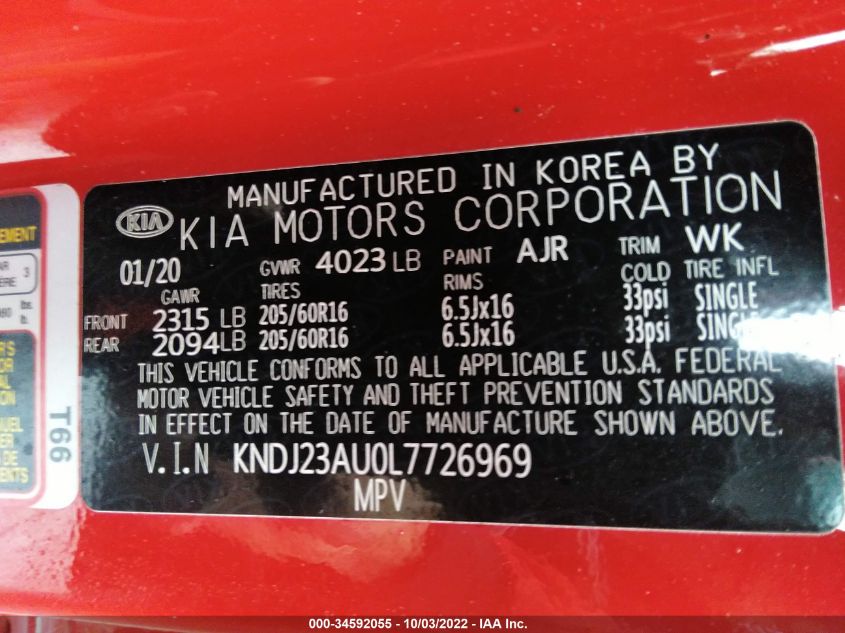 MANUFACTURED IN KOREA BY
KIA KIA MOTORS CORPORATION
01/20 GVWR 4023 LB PAINT AJR TRIM WK
GAWR TIRES RIMS COLD TIRE INFL
FRONT 2315 LB 205/60R16 6.5Jx16 33psi SINGLE
REAR 2094LB 205/60R16 6.5Jx16 33psi SINGLE
THIS VEHICLE CONFORMS TO ALL APPLICABLE U.S.A. FEDERAL
MOTOR VEHICLE SAFETY AND THEFT PREVENTION STANDARDS
IN EFFECT ON THE DATE OF MANUFACTURE SHOWN ABOVE.
V.I.N KNDJ23AU0L7726969
MPV
T66
000-34592055 - 10/03/2022 - IAA Inc.